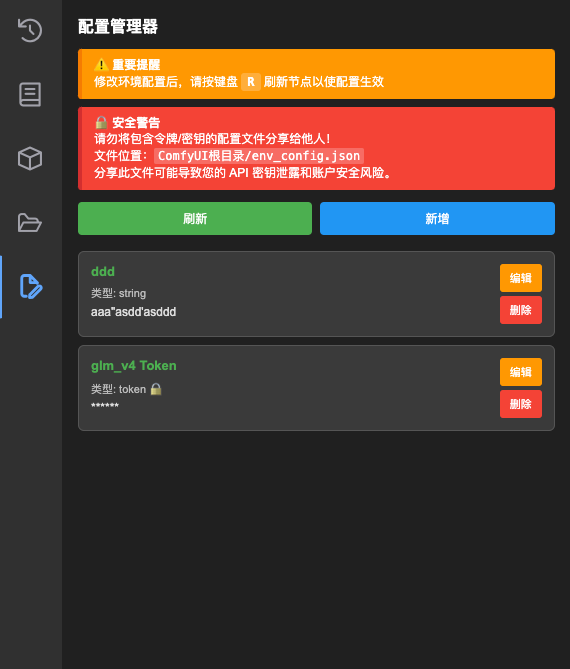 配置管理器
⚠️ 重要提醒
修改环境配置后，请按键盘 R 刷新节点以使配置生效
🔒 安全警告
请勿将包含令牌/密钥的配置文件分享给他人！
文件位置：ComfyUI根目录/env_config.json
分享此文件可能导致您的 API 密钥泄露和账户安全风险。
刷新 新增
ddd
编辑
类型: string
aaa"asdd'asddd
删除
glm_v4 Token
编辑
类型: token 🔒
******
删除